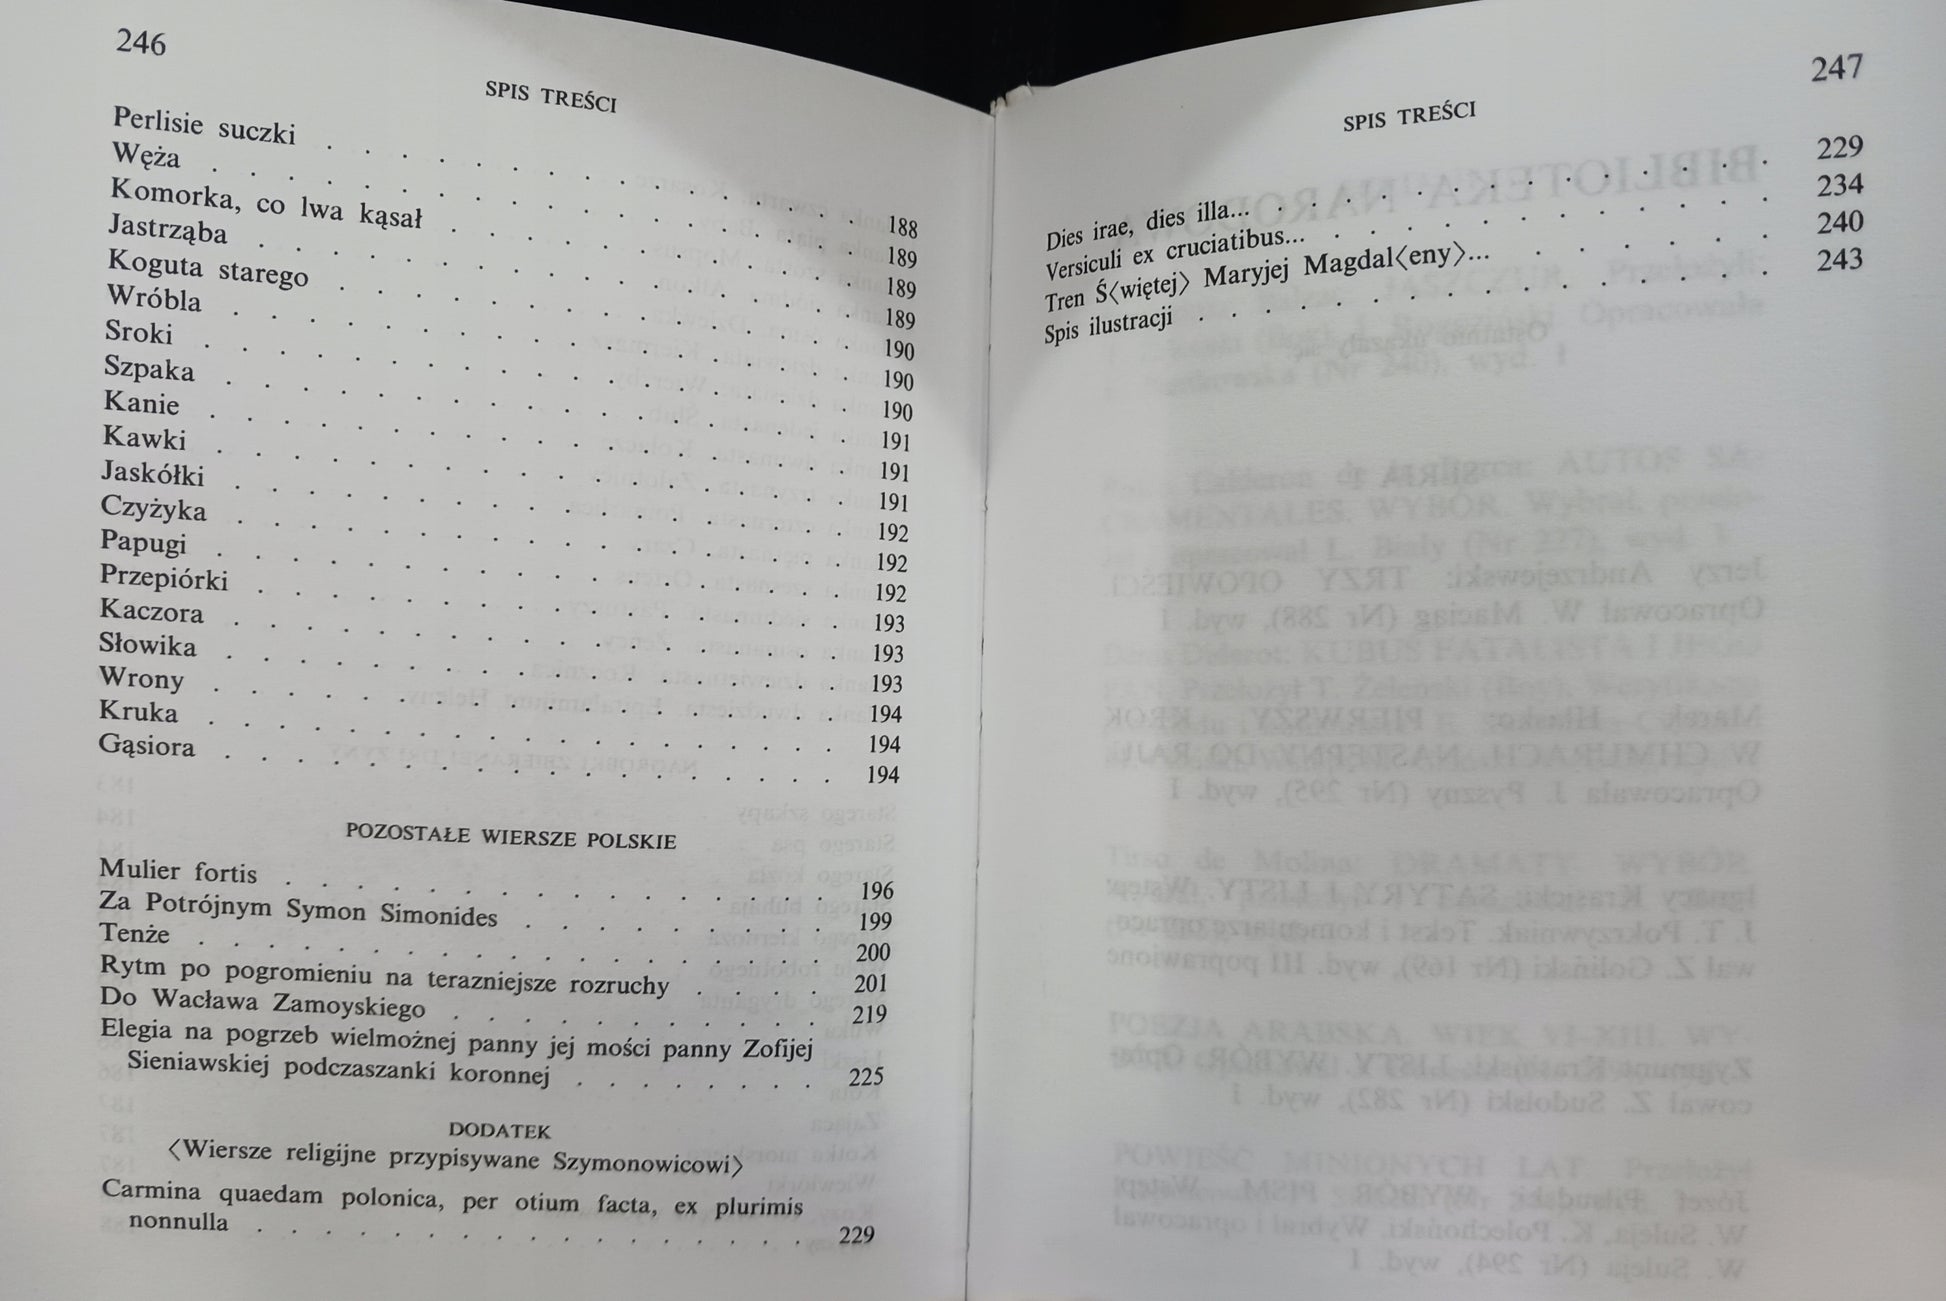 246
SPIS TREŚCI
Perlisie suczki . . . . . . . . . . . . . . . 188
Węża . . . . . . . . . . . . . . . . . . 189
Komorka, co lwa kąsał . . . . . . . . . . . . 189
Jastrząba . . . . . . . . . . . . . . . . . 189
Koguta starego . . . . . . . . . . . . . . . 190
Wróbla . . . . . . . . . . . . . . . . . . 190
Sroki . . . . . . . . . . . . . . . . . . 190
Szpaka . . . . . . . . . . . . . . . . . . 191
Kanie . . . . . . . . . . . . . . . . . . 191
Kawki . . . . . . . . . . . . . . . . . . 191
Jaskółki . . . . . . . . . . . . . . . . . 192
Czyżyka . . . . . . . . . . . . . . . . . 192
Papugi . . . . . . . . . . . . . . . . . . 192
Przepiórki . . . . . . . . . . . . . . . . . 193
Kaczora . . . . . . . . . . . . . . . . . 193
Słowika . . . . . . . . . . . . . . . . . 193
Wrony . . . . . . . . . . . . . . . . . . 194
Kruka . . . . . . . . . . . . . . . . . . 194
Gąsiora . . . . . . . . . . . . . . . . . 194
POZOSTAŁE WIERSZE POLSKIE
Mulier fortis . . . . . . . . . . . . . . . . 196
Za Potrójnym Symon Simonides . . . . . . . . . 199
Tenże . . . . . . . . . . . . . . . . . . 200
Rytm po pogromieniu na terazniejsze rozruchy . . . . 201
Do Wacława Zamoyskiego . . . . . . . . . . . 219
Elegia na pogrzeb wielmożnej panny jej mości panny Zofijej
Sieniawskiej podczaszanki koronnej . . . . . . . 225
DODATEK
⟨Wiersze religijne przypisywane Szymonowicowi⟩
Carmina quaedam polonica, per otium facta, ex plurimis
nonnulla . . . . . . . . . . . . . . . . 229
247
SPIS TREŚCI
Dies irae, dies illa... . . . . . . . . . . . . . . 229
Versiculi ex cruciatibus... . . . . . . . . . . . . . 234
Tren Ś⟨więtej⟩ Maryjej Magdal⟨eny⟩... . . . . . . . 240
Spis ilustracji . . . . . . . . . . . . . . . . 243